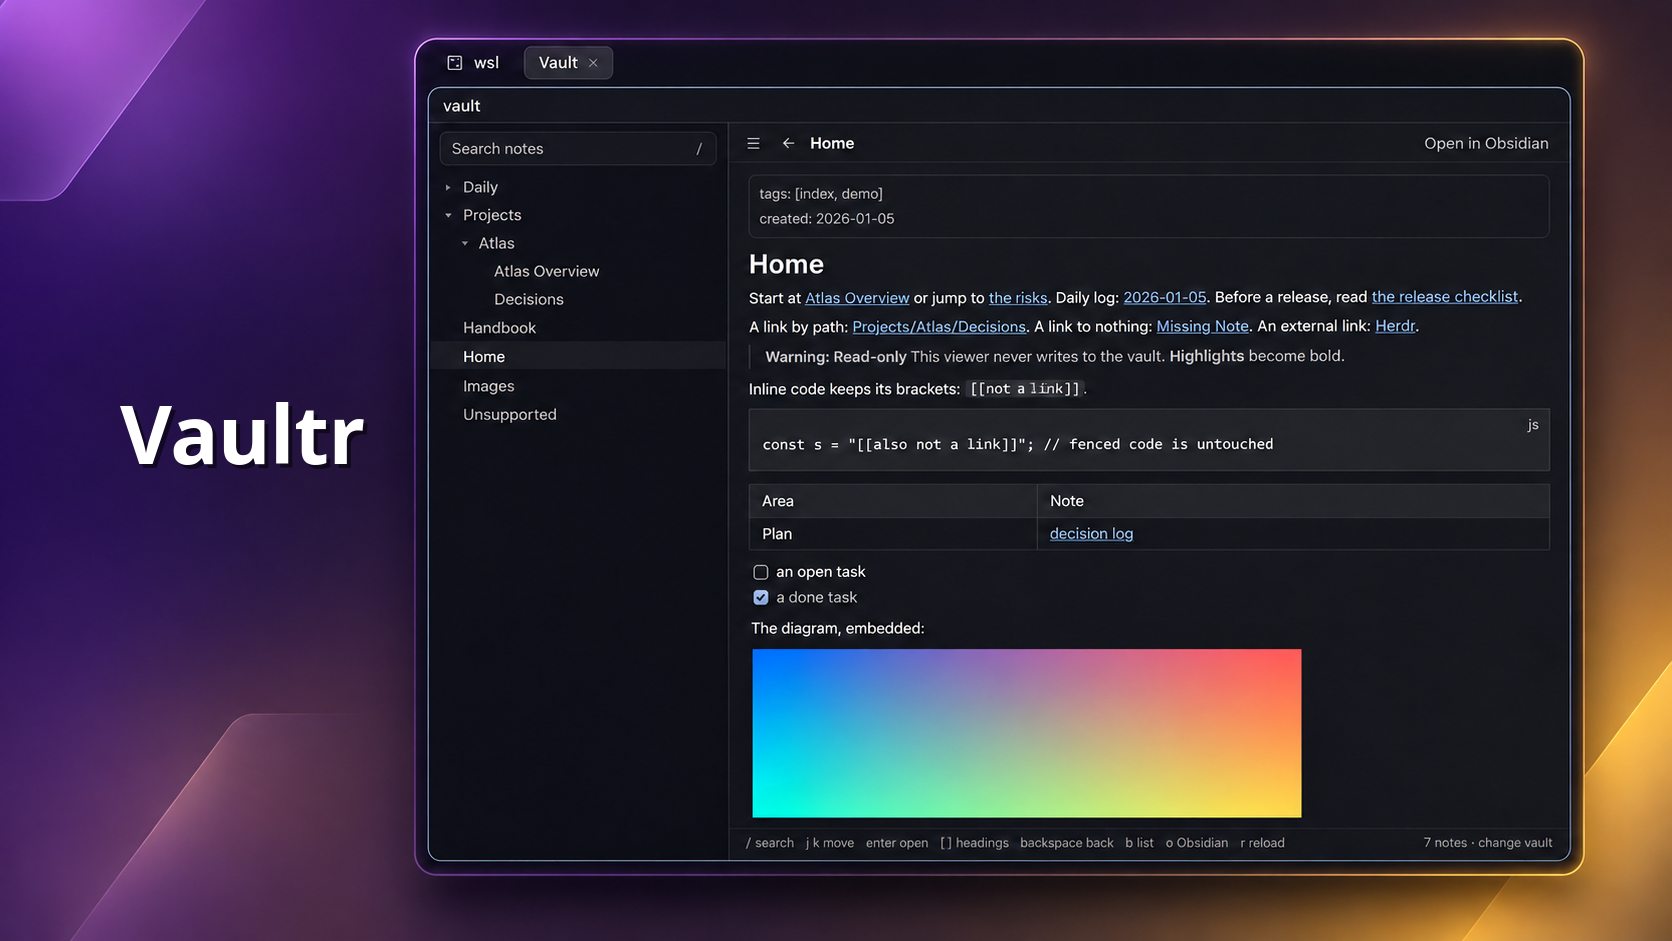 Vaultr
wsl
Vault ×
vault
Search notes /
Daily
Projects
Atlas
Atlas Overview
Decisions
Handbook
Home
Images
Unsupported
Home
Open in Obsidian
tags: [index, demo]
created: 2026-01-05
Home
Start at Atlas Overview or jump to the risks. Daily log: 2026-01-05. Before a release, read the release checklist.
A link by path: Projects/Atlas/Decisions. A link to nothing: Missing Note. An external link: Herdr.
Warning: Read-only This viewer never writes to the vault. Highlights become bold.
Inline code keeps its brackets: [[not a link]].
js
const s = "[[also not a link]]"; // fenced code is untouched
Area Note
Plan decision log
an open task
a done task
The diagram, embedded:
/ search j k move enter open [ ] headings backspace back b list o Obsidian r reload 7 notes · change vault